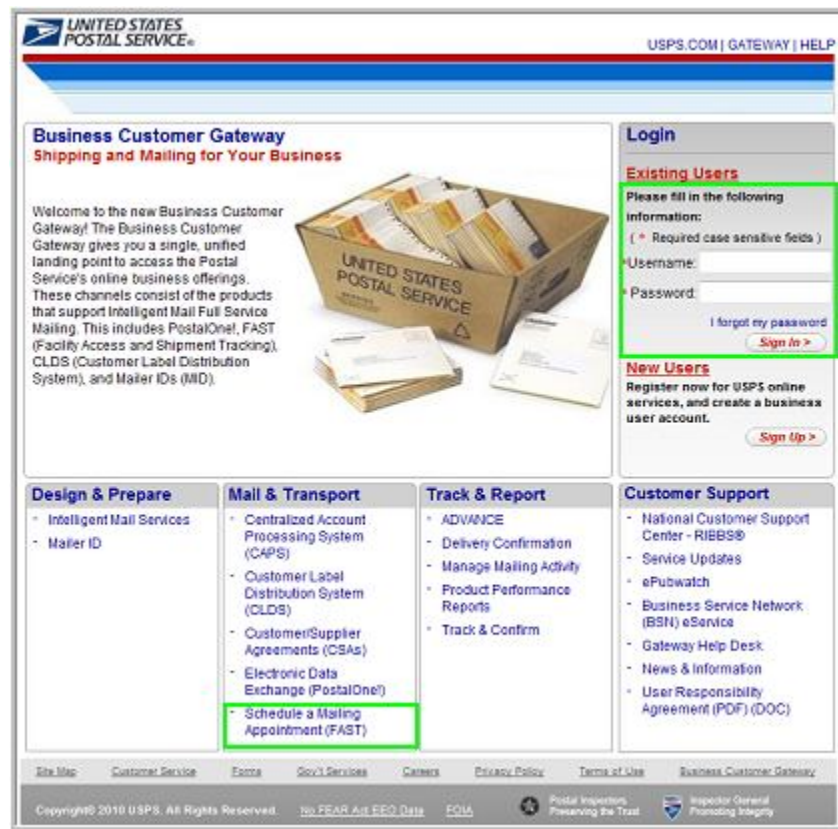 UNITED STATES
POSTAL SERVICE®
USPS.COM | GATEWAY | HELP
Business Customer Gateway
Shipping and Mailing for Your Business
Welcome to the new Business Customer
Gateway! The Business Customer
Gateway gives you a single, unified
landing point to access the Postal
Service's online business offerings.
These channels consist of the products
that support Intelligent Mail Full Service
Mailing. This includes PostalOne!, FAST
(Facility Access and Shipment Tracking),
CLDS (Customer Label Distribution
System), and Mailer IDs (MID).
UNITED STATES
POSTAL SERVICE
Login
Existing Users
Please fill in the following
information:
( * Required case sensitive fields )
*Username:
* Password:
I forgot my password
Sign In >
New Users
Register now for USPS online
services, and create a business
user account.
Sign Up >
Design & Prepare
- Intelligent Mail Services
- Mailer ID
Mail & Transport
- Centralized Account
Processing System
(CAPS)
- Customer Label
Distribution System
(CLDS)
- Customer/Supplier
Agreements (CSAs)
- Electronic Data
Exchange (PostalOne!)
- Schedule a Mailing
Appointment (FAST)
Track & Report
- ADVANCE
- Delivery Confirmation
- Manage Mailing Activity
- Product Performance
Reports
- Track & Confirm
Customer Support
- National Customer Support
Center - RIBBS®
- Service Updates
- ePubwatch
- Business Service Network
(BSN) eService
- Gateway Help Desk
- News & Information
- User Responsibility
Agreement (PDF) (DOC)
Site Map Customer Service Forms Gov't Services Careers Privacy Policy Terms of Use Business Customer Gateway
Copyright© 2010 USPS. All Rights Reserved. No FEAR Act EEO Data FOIA
Postal Inspectors
Preserving the Trust
Inspector General
Promoting Integrity